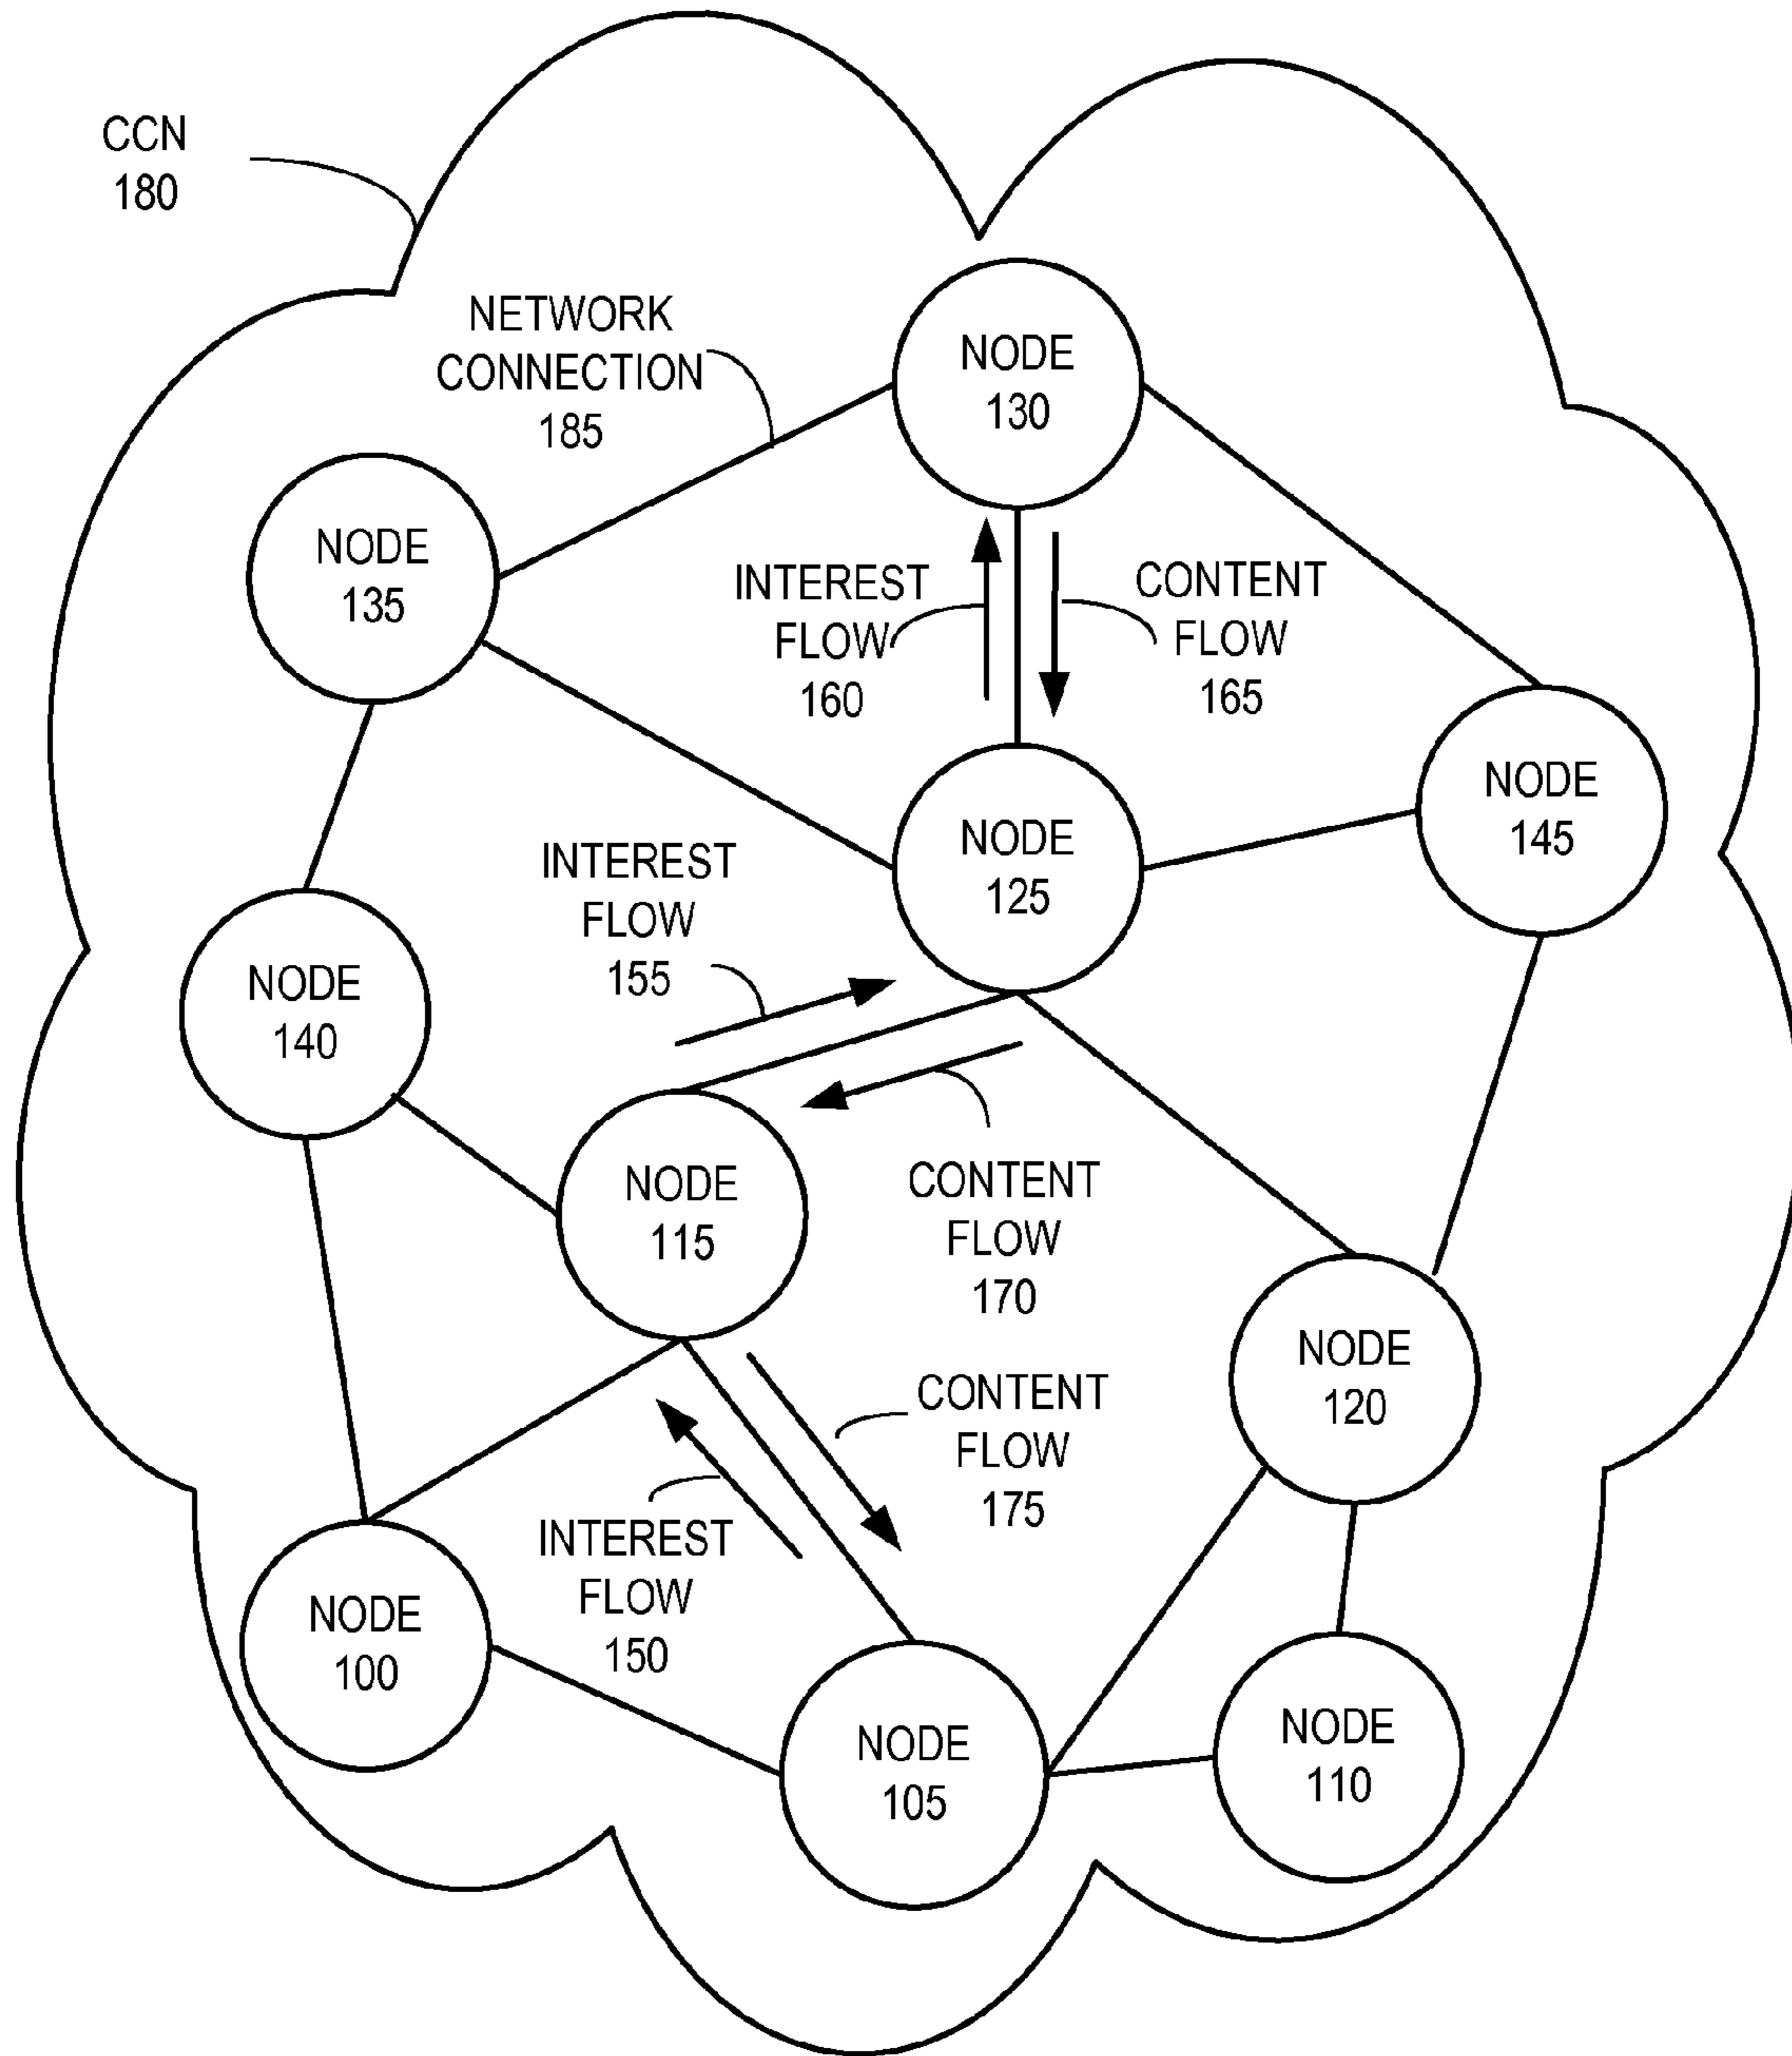 CCN
180
NETWORK
CONNECTION
185
NODE
130
NODE
135
INTEREST
FLOW
160
CONTENT
FLOW
165
NODE
145
NODE
125
INTEREST
FLOW
155
NODE
140
NODE
115
CONTENT
FLOW
170
NODE
120
CONTENT
FLOW
175
INTEREST
FLOW
150
NODE
100
NODE
105
NODE
110